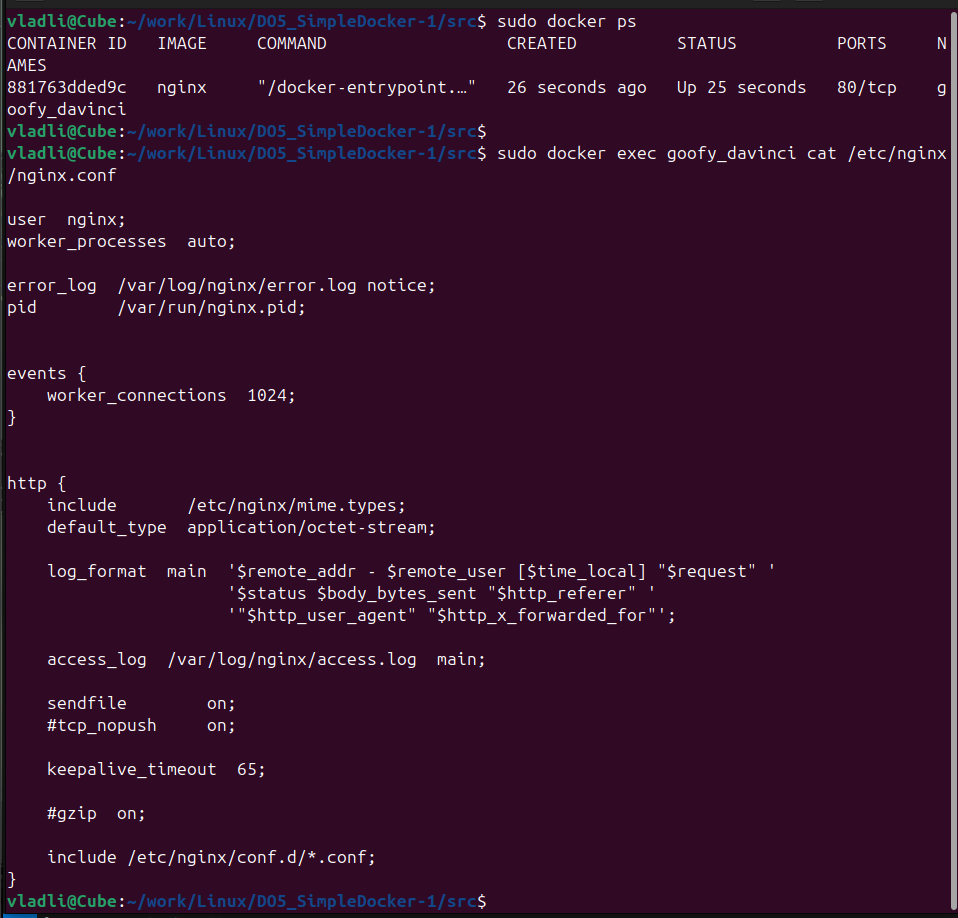 vladli@Cube:~/work/Linux/DO5_SimpleDocker-1/src$ sudo docker ps
CONTAINER ID   IMAGE     COMMAND                  CREATED          STATUS          PORTS     N
AMES
881763dded9c   nginx     "/docker-entrypoint.…"   26 seconds ago   Up 25 seconds   80/tcp    g
oofy_davinci
vladli@Cube:~/work/Linux/DO5_SimpleDocker-1/src$
vladli@Cube:~/work/Linux/DO5_SimpleDocker-1/src$ sudo docker exec goofy_davinci cat /etc/nginx
/nginx.conf

user  nginx;
worker_processes  auto;

error_log  /var/log/nginx/error.log notice;
pid        /var/run/nginx.pid;


events {
    worker_connections  1024;
}


http {
    include       /etc/nginx/mime.types;
    default_type  application/octet-stream;

    log_format  main  '$remote_addr - $remote_user [$time_local] "$request" '
                      '$status $body_bytes_sent "$http_referer" '
                      '"$http_user_agent" "$http_x_forwarded_for"';

    access_log  /var/log/nginx/access.log  main;

    sendfile        on;
    #tcp_nopush     on;

    keepalive_timeout  65;

    #gzip  on;

    include /etc/nginx/conf.d/*.conf;
}
vladli@Cube:~/work/Linux/DO5_SimpleDocker-1/src$